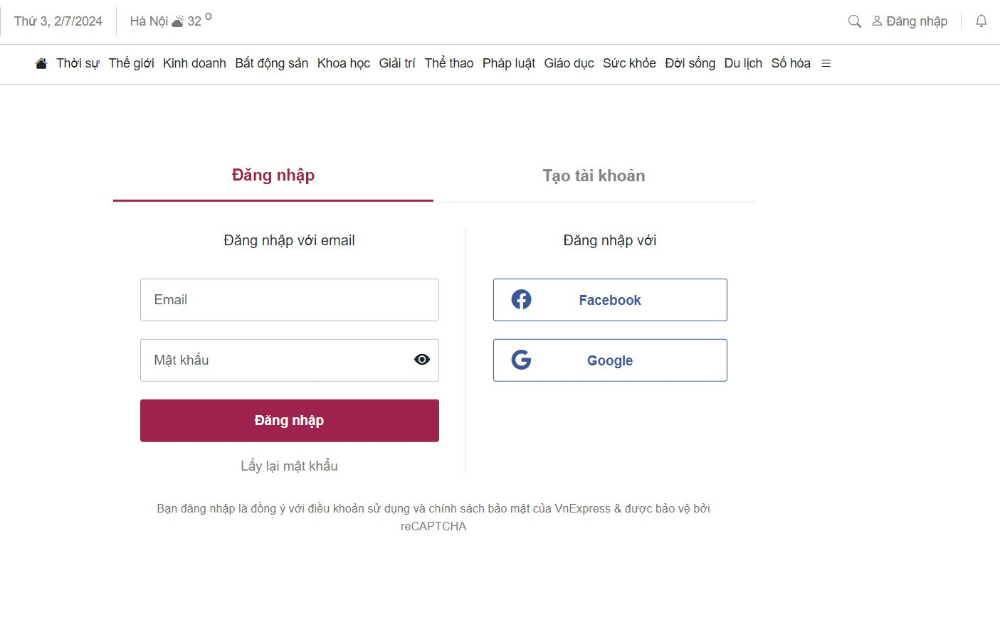 Thứ 3, 2/7/2024 Hà Nội 32 O Đăng nhập
Thời sự Thế giới Kinh doanh Bất động sản Khoa học Giải trí Thể thao Pháp luật Giáo dục Sức khỏe Đời sống Du lịch Số hóa
Đăng nhập Tạo tài khoản
Đăng nhập với email
Email
Mật khẩu
Đăng nhập
Lấy lại mật khẩu
Đăng nhập với
Facebook
Google
Bạn đăng nhập là đồng ý với điều khoản sử dụng và chính sách bảo mật của VnExpress & được bảo vệ bởi
reCAPTCHA